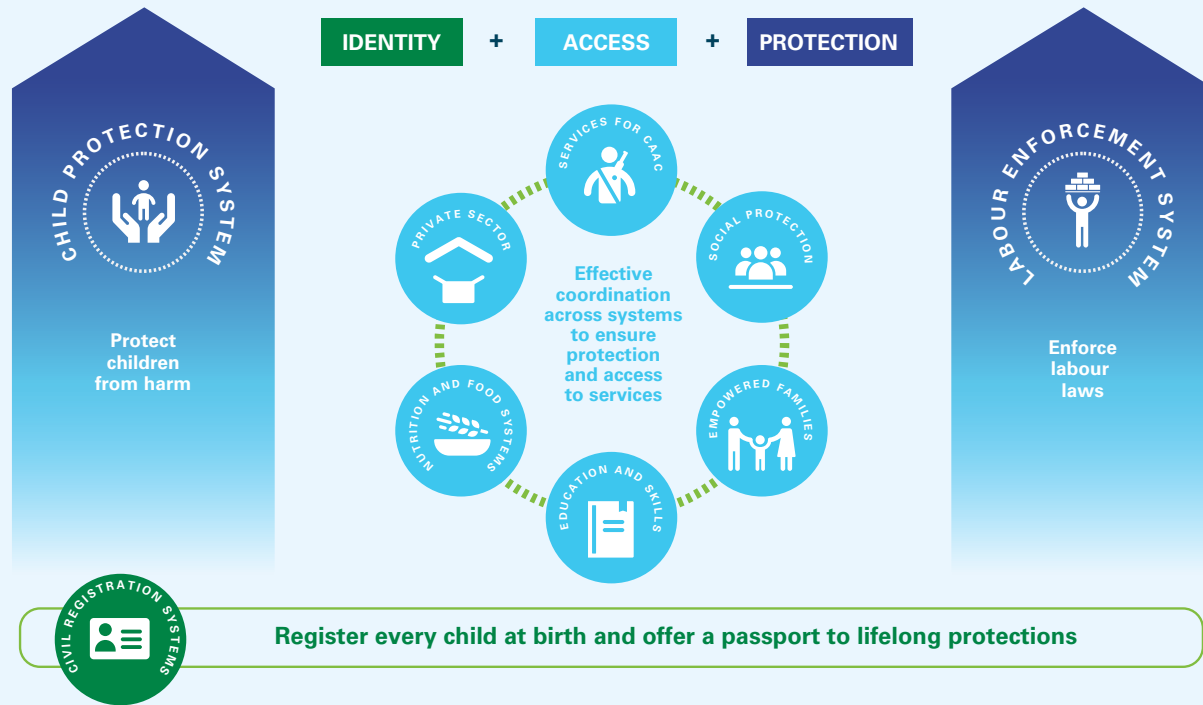 IDENTITY + ACCESS + PROTECTION
CHILD PROTECTION SYSTEM
Protect
children
from harm
SERVICES FOR CAAC
SOCIAL PROTECTION
EMPOWERED FAMILIES
EDUCATION AND SKILLS
NUTRITION AND FOOD SYSTEMS
PRIVATE SECTOR
Effective
coordination
across systems
to ensure
protection
and access
to services
LABOUR ENFORCEMENT SYSTEM
Enforce
labour
laws
CIVIL REGISTRATION SYSTEMS
Register every child at birth and offer a passport to lifelong protections